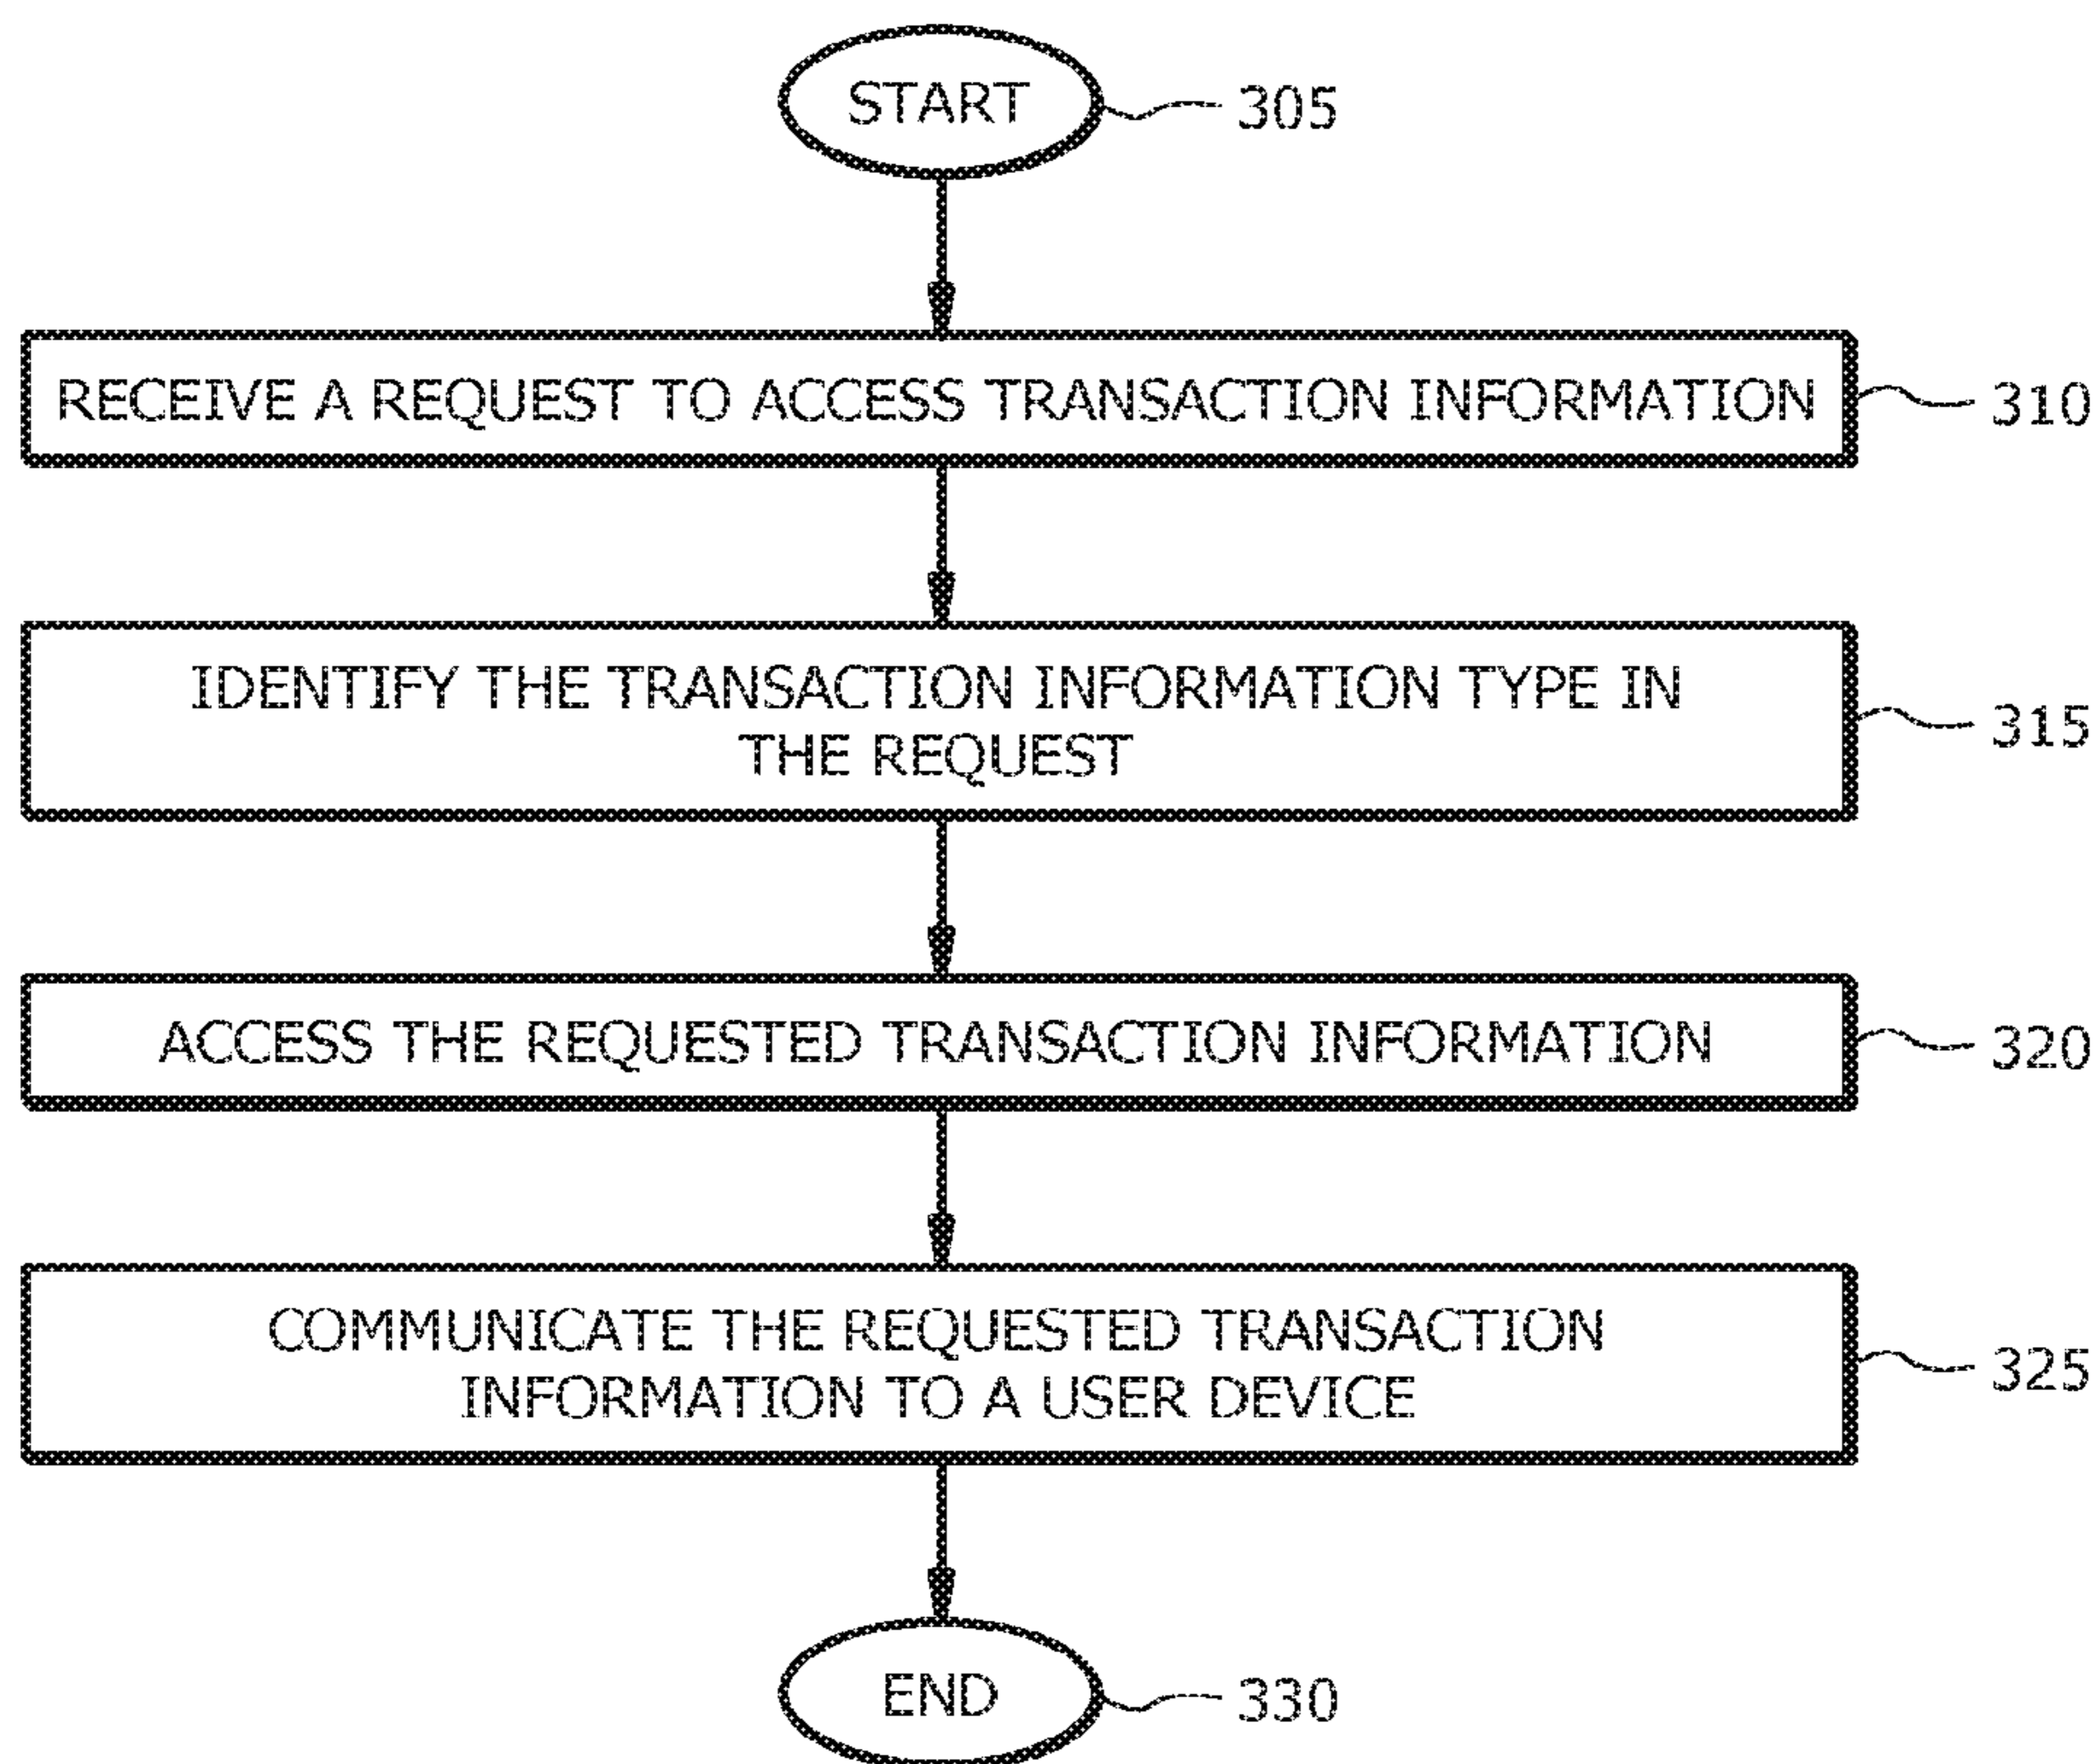 START
305
RECEIVE A REQUEST TO ACCESS TRANSACTION INFORMATION
310
IDENTIFY THE TRANSACTION INFORMATION TYPE IN
THE REQUEST
315
ACCESS THE REQUESTED TRANSACTION INFORMATION
320
COMMUNICATE THE REQUESTED TRANSACTION
INFORMATION TO A USER DEVICE
325
END
330